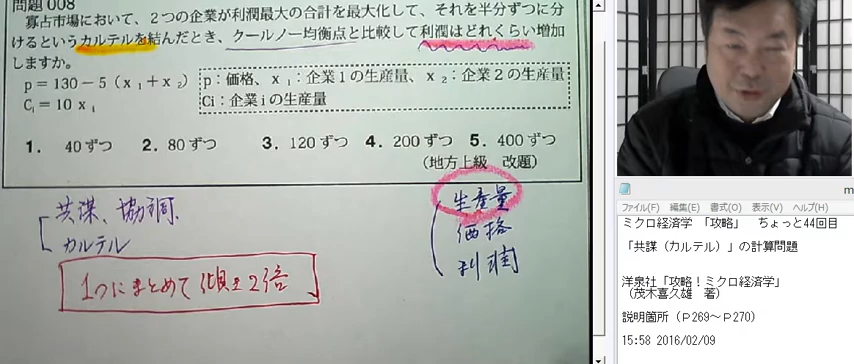 問題008
寡占市場において、2つの企業が利潤最大の合計を最大化して、それを半分ずつに分
けるというカルテルを結んだとき、クールノー均衡点と比較して利潤はどれくらい増加
しますか。
p=130-5(x₁+x₂)
Cᵢ=10xᵢ
p:価格、x₁:企業1の生産量、x₂:企業2の生産量
Ci:企業iの生産量
1. 40ずつ 2. 80ずつ 3. 120ずつ 4. 200ずつ 5. 400ずつ
(地方上級 改題)
共謀、協調
カルテル
1つにまとめて傾き2倍
生産量
価格
利潤
m
ファイル(F) 編集(E) 書式(O) 表示(V) ヘルプ(H)
ミクロ経済学 「攻略」 ちょっと44回目
「共謀(カルテル)」の計算問題
洋泉社「攻略!ミクロ経済学」
(茂木喜久雄 著)
説明箇所(P269~P270)
15:58 2016/02/09